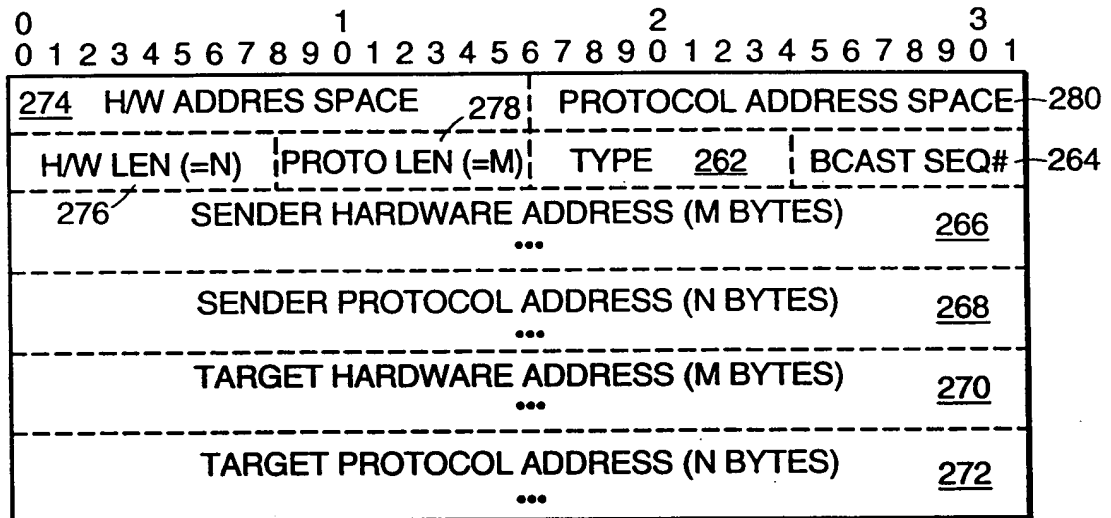 0 1 2 3
0 1 2 3 4 5 6 7 8 9 0 1 2 3 4 5 6 7 8 9 0 1 2 3 4 5 6 7 8 9 0 1
274 H/W ADDRES SPACE 278 PROTOCOL ADDRESS SPACE 280
H/W LEN (=N) PROTO LEN (=M) TYPE 262 BCAST SEQ# 264
276 SENDER HARDWARE ADDRESS (M BYTES) 266
•••
SENDER PROTOCOL ADDRESS (N BYTES) 268
•••
TARGET HARDWARE ADDRESS (M BYTES) 270
•••
TARGET PROTOCOL ADDRESS (N BYTES) 272
•••